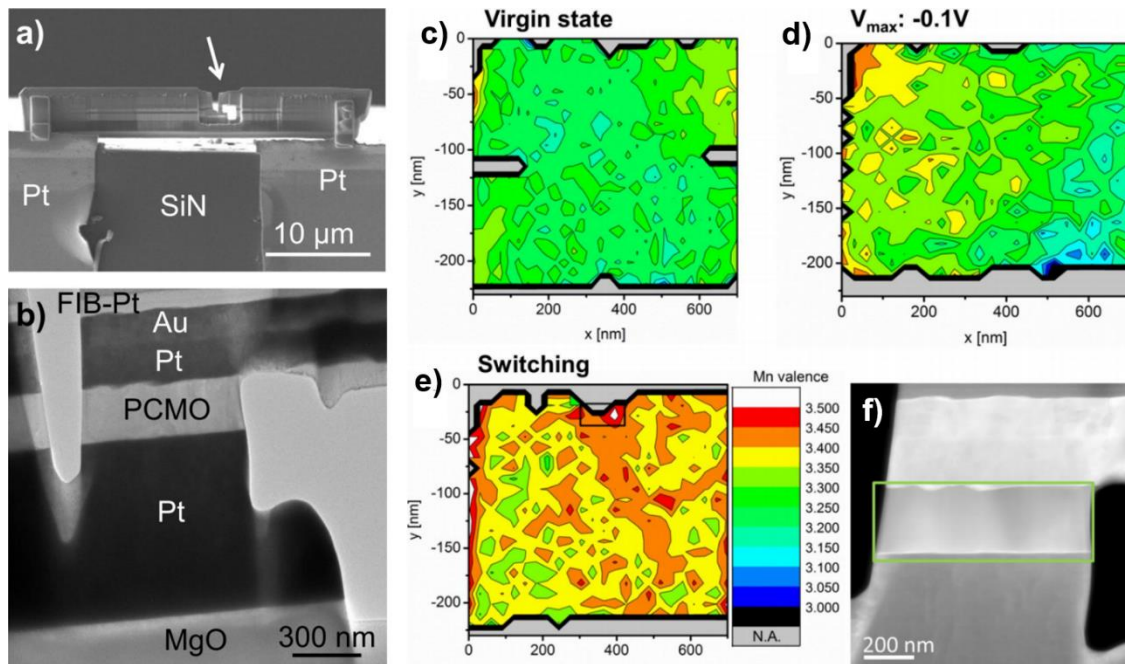 a)
Pt
SiN
Pt
10 µm
b)
FIB-Pt
Au
Pt
PCMO
Pt
MgO
300 nm
c)
Virgin state
0
-50
-100
-150
-200
y [nm]
0 200 400 600
x [nm]
d)
Vmax: -0.1V
0
-50
-100
-150
-200
y [nm]
0 200 400 600
x [nm]
e)
Switching
0
-50
-100
-150
-200
y [nm]
0 200 400 600
x [nm]
Mn valence
3.500
3.450
3.400
3.350
3.300
3.250
3.200
3.150
3.100
3.050
3.000
N.A.
f)
200 nm